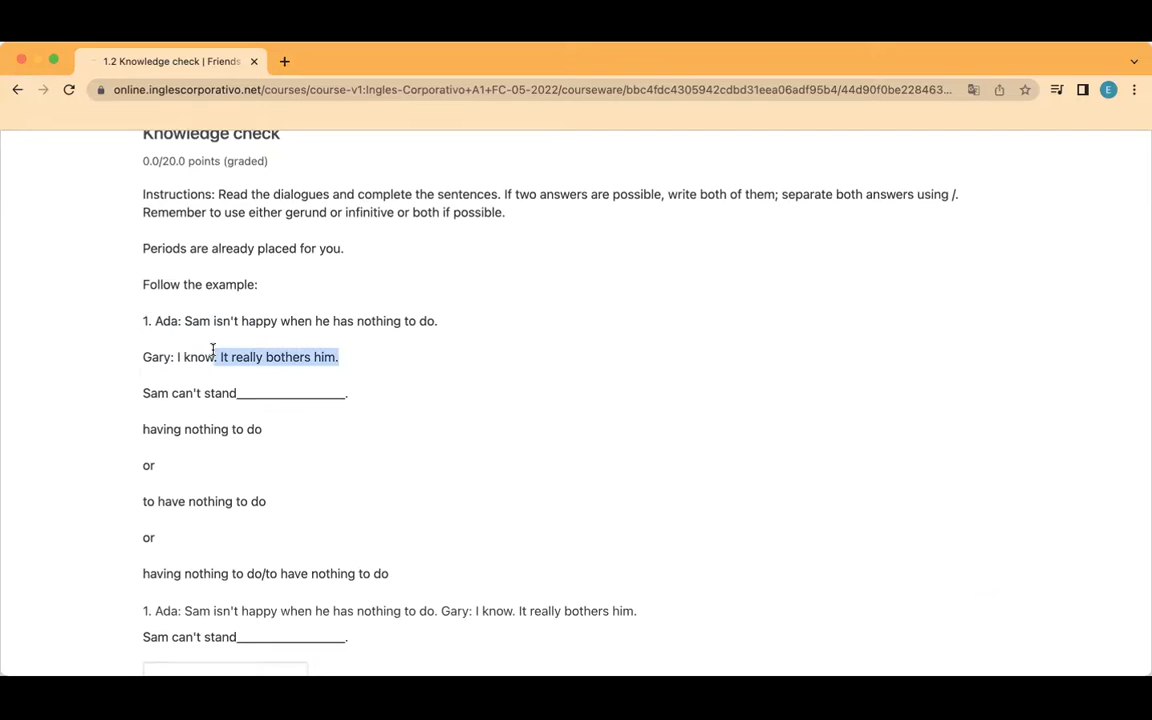 1.2 Knowledge check | Friends
online.inglescorporativo.net/courses/course-v1:Ingles-Corporativo+A1+FC-05-2022/courseware/bbc4fdc4305942cdbd31eea06adf95b4/44d90f0be228463...
E
Knowledge check
0.0/20.0 points (graded)
Instructions: Read the dialogues and complete the sentences. If two answers are possible, write both of them; separate both answers using /.
Remember to use either gerund or infinitive or both if possible.
Periods are already placed for you.
Follow the example:
1. Ada: Sam isn't happy when he has nothing to do.
Gary: I know. It really bothers him.
Sam can't stand_________________.
having nothing to do
or
to have nothing to do
or
having nothing to do/to have nothing to do
1. Ada: Sam isn't happy when he has nothing to do. Gary: I know. It really bothers him.
Sam can't stand_________________.